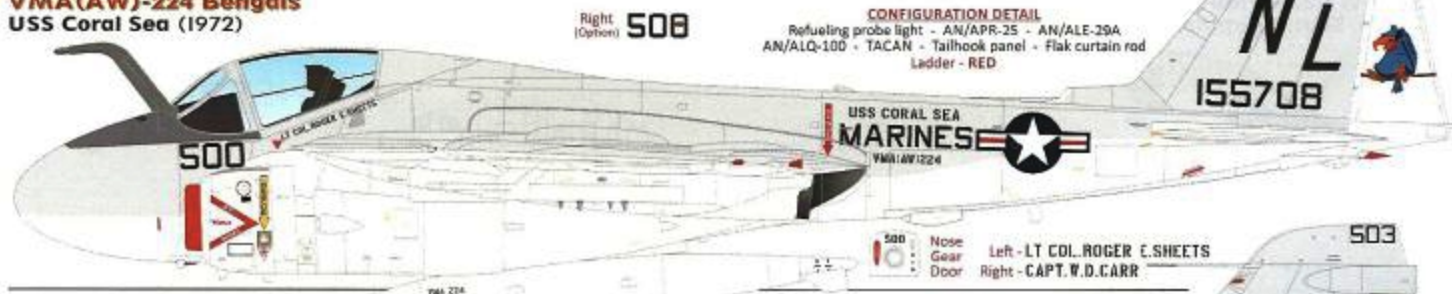 VMA(AW)-224 Bengals
USS Coral Sea (1972)
Right
(Option) 508
CONFIGURATION DETAIL
Refueling probe light - AN/APR-25 - AN/ALE-29A
AN/ALQ-100 - TACAN - Tailhook panel - Flak curtain rod
Ladder - RED
NL
155708
LT COL. ROGER E. SHEETS
500
USS CORAL SEA
MARINES
VMA(AW)224
500
Nose
Gear
Door
Left - LT COL. ROGER E. SHEETS
Right - CAPT. W.D. CARR
503
VMA 224